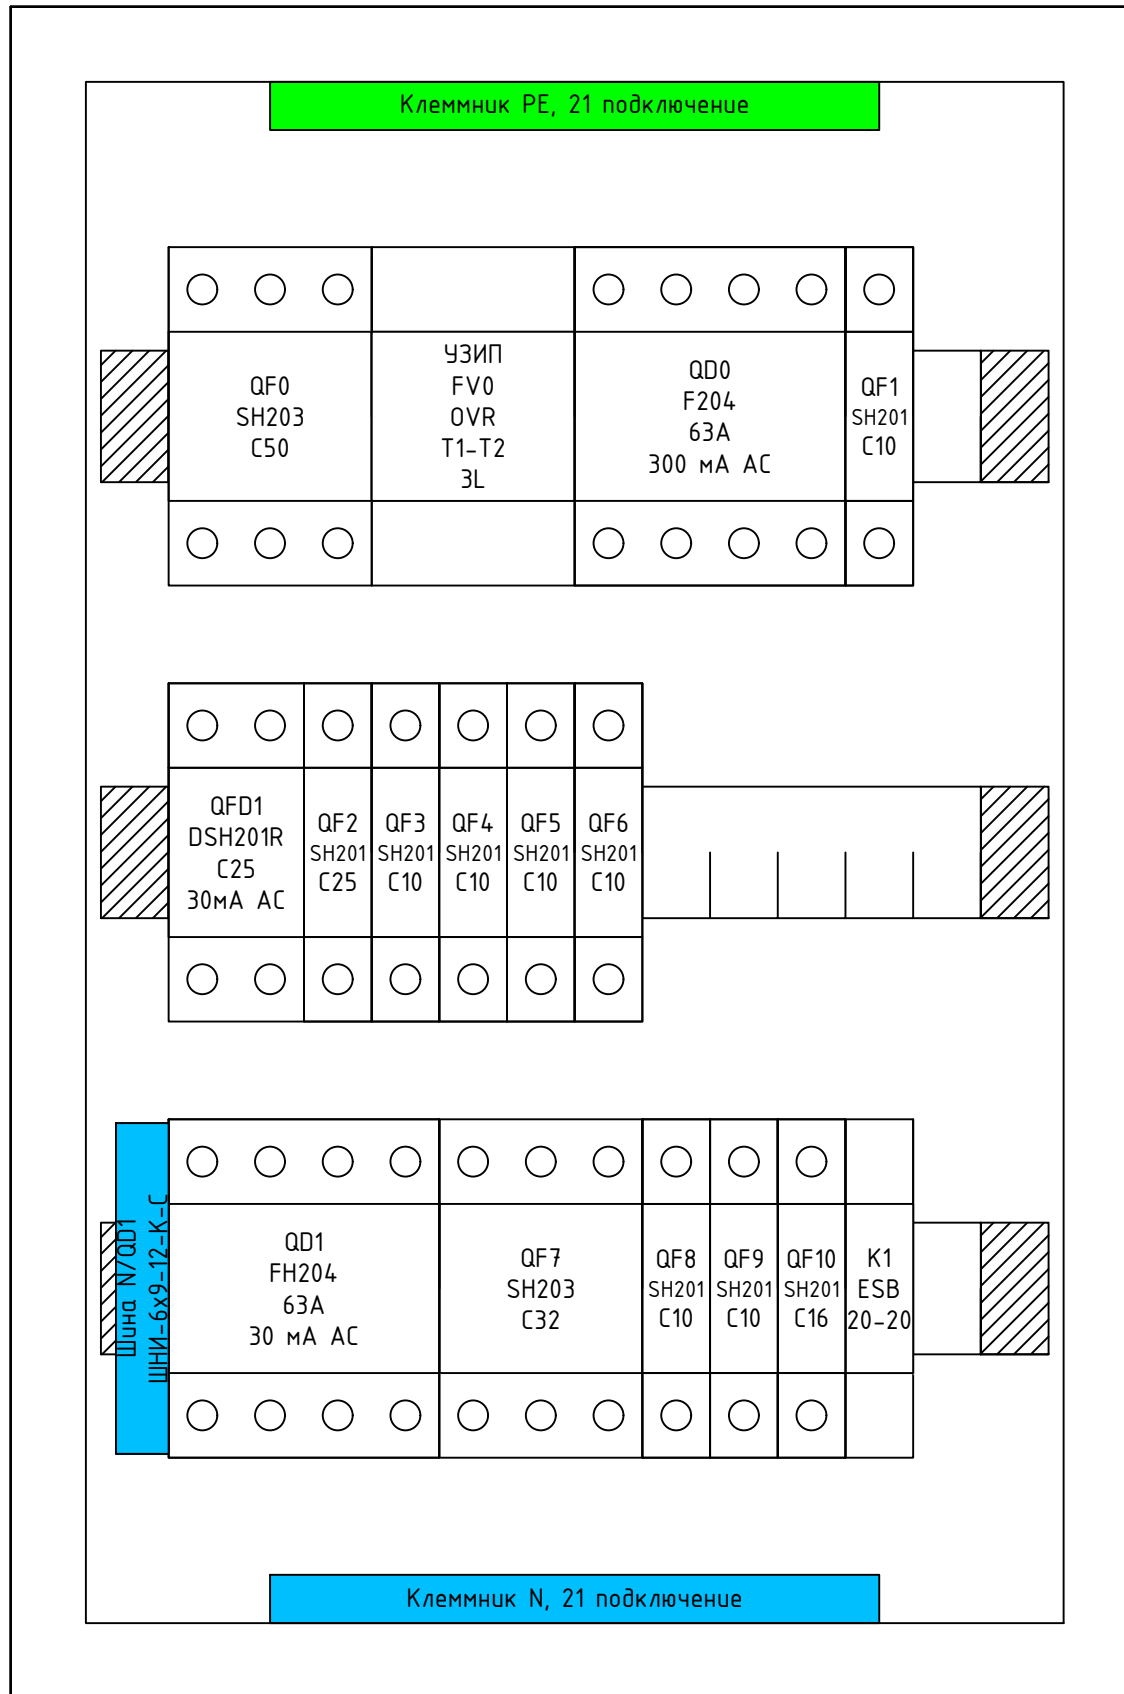 Клеммник PE, 21 подключение
QF0
SH203
C50
УЗИП
FV0
OVR
T1-T2
3L
QD0
F204
63A
300 мА AC
QF1
SH201
C10
QFD1
DSH201R
C25
30мА AC
QF2
SH201
C25
QF3
SH201
C10
QF4
SH201
C10
QF5
SH201
C10
QF6
SH201
C10
Шина N/QD1
ШНИ-6х9-12-К-С
QD1
FH204
63A
30 мА AC
QF7
SH203
C32
QF8
SH201
C10
QF9
SH201
C10
QF10
SH201
C16
K1
ESB
20-20
Клеммник N, 21 подключение